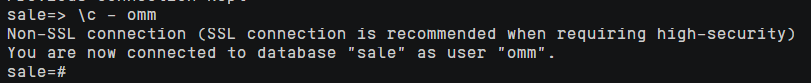 sale=> \c - omm
Non-SSL connection (SSL connection is recommended when requiring high-security)
You are now connected to database "sale" as user "omm".
sale=#